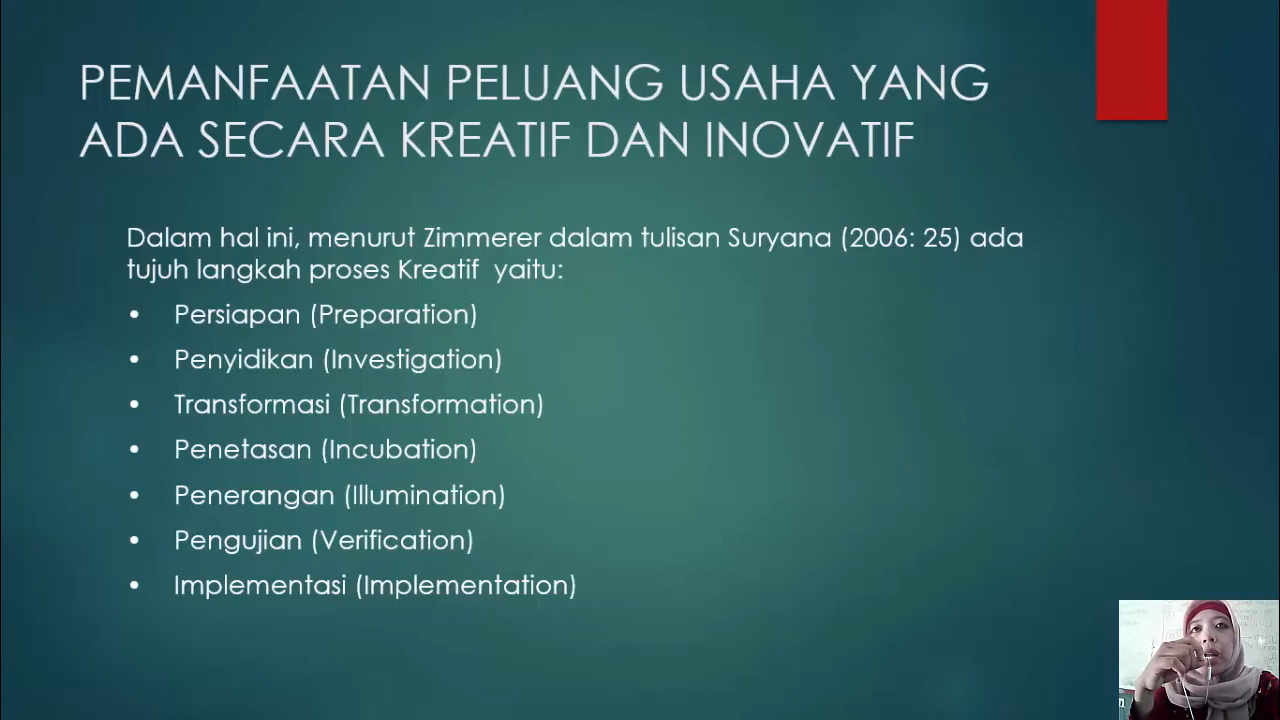 PEMANFAATAN PELUANG USAHA YANG
ADA SECARA KREATIF DAN INOVATIF
Dalam hal ini, menurut Zimmerer dalam tulisan Suryana (2006: 25) ada
tujuh langkah proses Kreatif yaitu:
• Persiapan (Preparation)
• Penyidikan (Investigation)
• Transformasi (Transformation)
• Penetasan (Incubation)
• Penerangan (Illumination)
• Pengujian (Verification)
• Implementasi (Implementation)